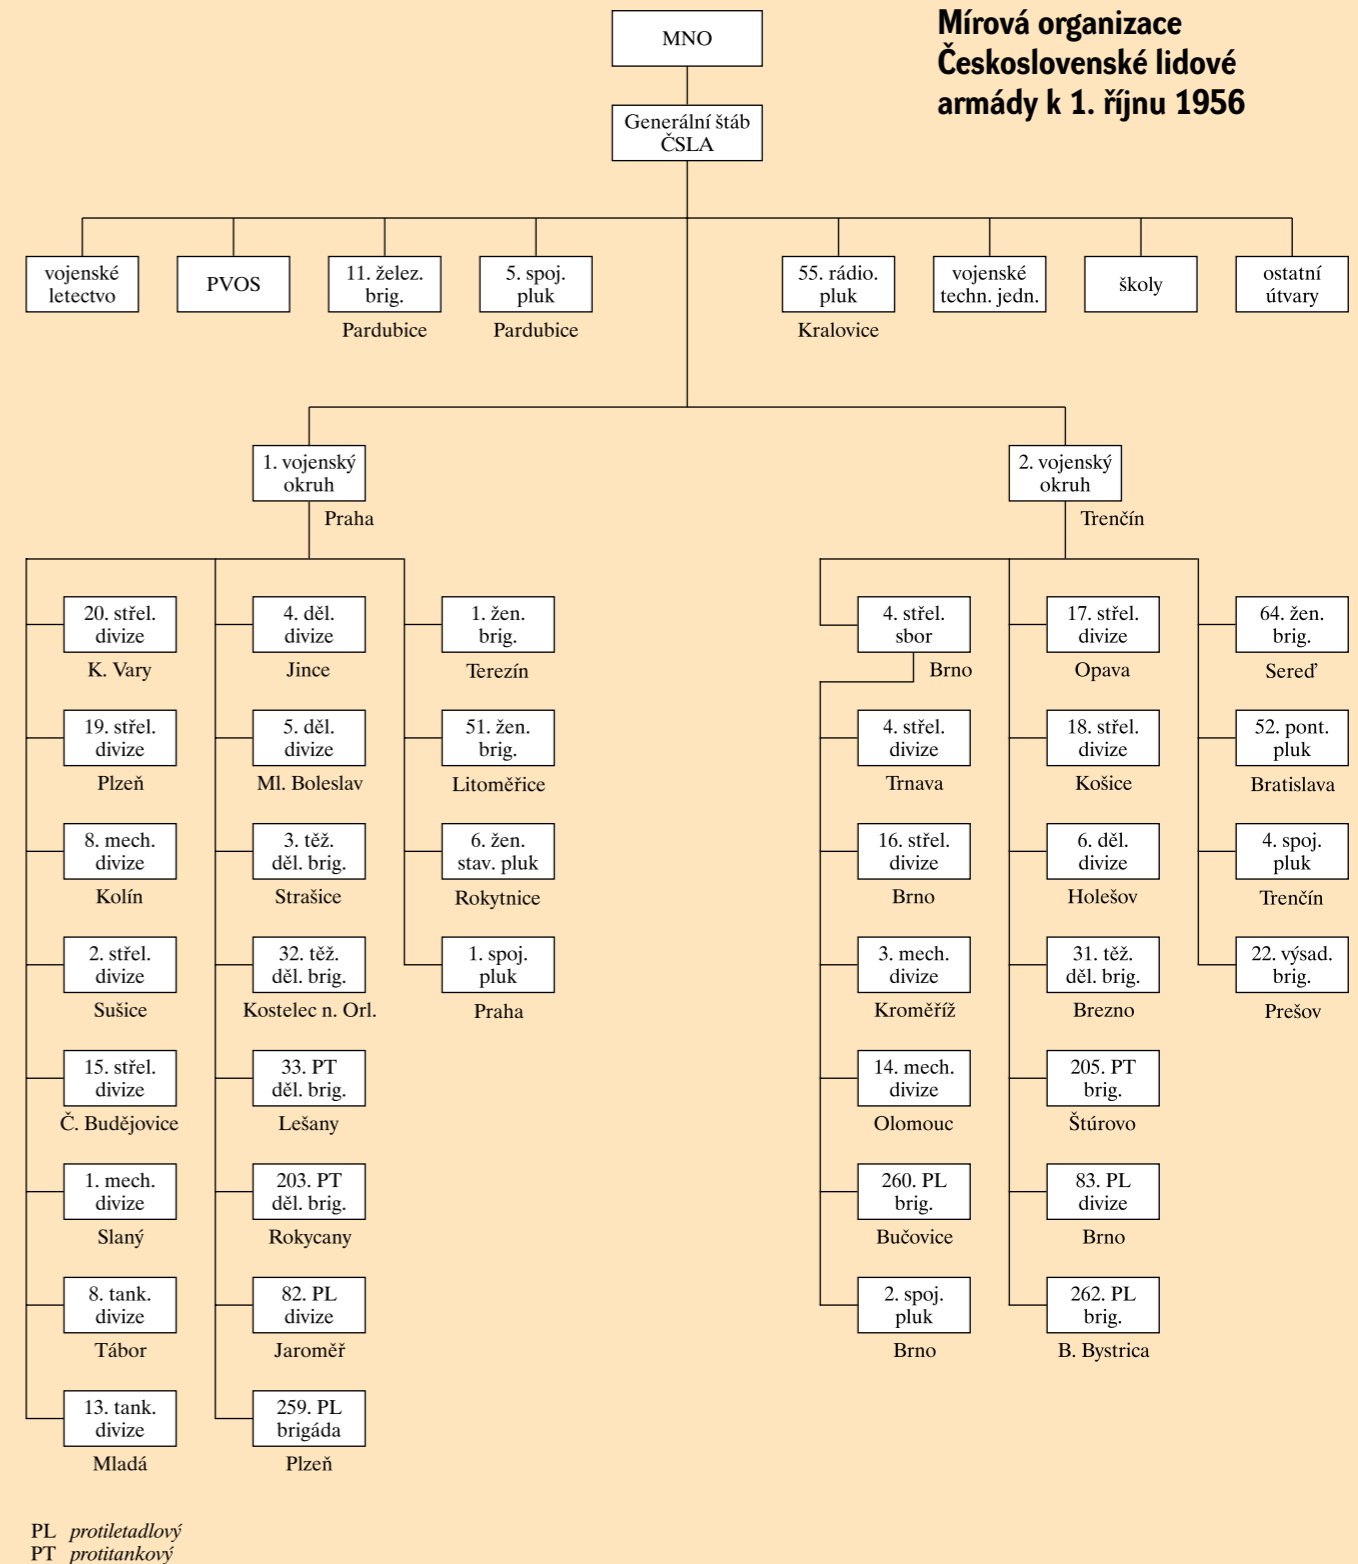 Mírová organizace
Československé lidové
armády k 1. říjnu 1956
MNO
Generální štáb
ČSLA
vojenské
letectvo
PVOS
11. želez.
brig.
Pardubice
5. spoj.
pluk
Pardubice
55. rádio.
pluk
Kralovice
vojenské
techn. jedn.
školy
ostatní
útvary
1. vojenský
okruh
Praha
20. střel.
divize
K. Vary
19. střel.
divize
Plzeň
8. mech.
divize
Kolín
2. střel.
divize
Sušice
15. střel.
divize
Č. Budějovice
1. mech.
divize
Slaný
8. tank.
divize
Tábor
13. tank.
divize
Mladá
4. děl.
divize
Jince
5. děl.
divize
Ml. Boleslav
3. těž.
děl. brig.
Strašice
32. těž.
děl. brig.
Kostelec n. Orl.
33. PT
děl. brig.
Lešany
203. PT
děl. brig.
Rokycany
82. PL
divize
Jaroměř
259. PL
brigáda
Plzeň
1. žen.
brig.
Terezín
51. žen.
brig.
Litoměřice
6. žen.
stav. pluk
Rokytnice
1. spoj.
pluk
Praha
2. vojenský
okruh
Trenčín
4. střel.
sbor
Brno
4. střel.
divize
Trnava
16. střel.
divize
Brno
3. mech.
divize
Kroměříž
14. mech.
divize
Olomouc
260. PL
brig.
Bučovice
2. spoj.
pluk
Brno
17. střel.
divize
Opava
18. střel.
divize
Košice
6. děl.
divize
Holešov
31. těž.
děl. brig.
Brezno
205. PT
brig.
Štúrovo
83. PL
divize
Brno
262. PL
brig.
B. Bystrica
64. žen.
brig.
Sereď
52. pont.
pluk
Bratislava
4. spoj.
pluk
Trenčín
22. výsad.
brig.
Prešov
PL protiletadlový
PT protitankový